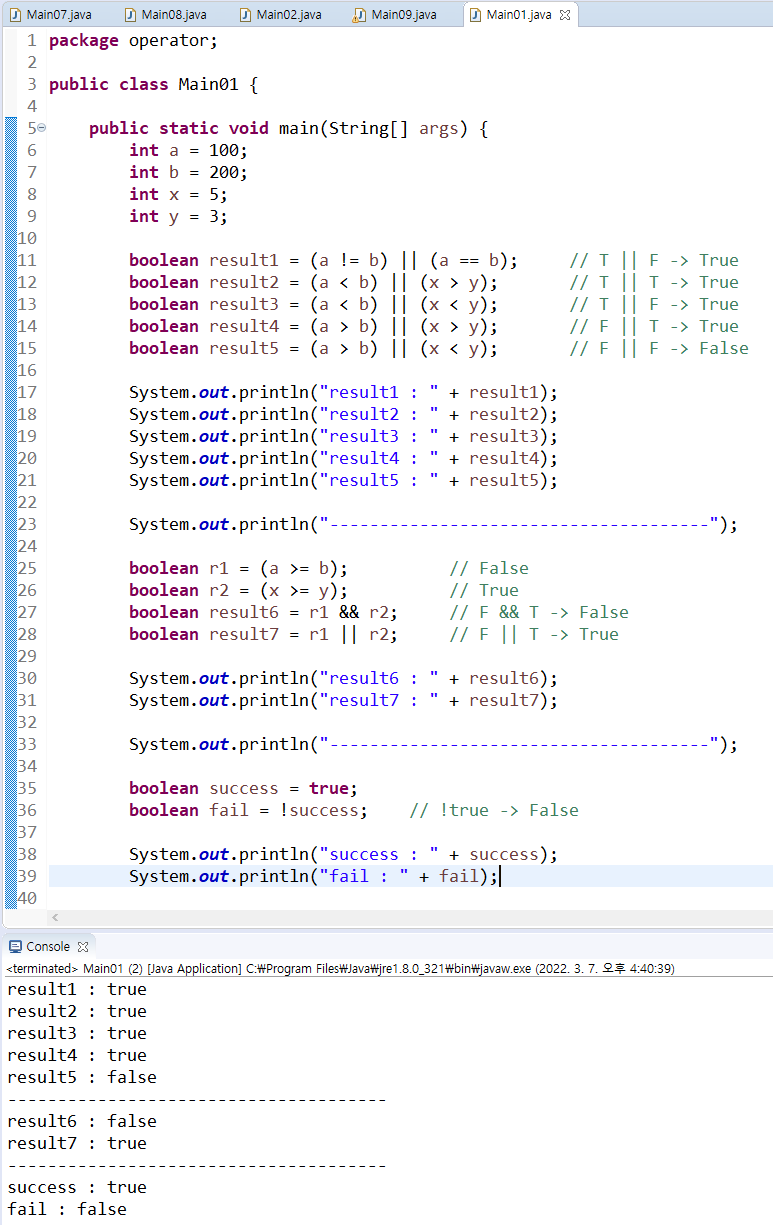 Main07.java Main08.java Main02.java Main09.java Main01.java
1 package operator;
2
3 public class Main01 {
4
5 public static void main(String[] args) {
6 int a = 100;
7 int b = 200;
8 int x = 5;
9 int y = 3;
10
11 boolean result1 = (a != b) || (a == b); // T || F -> True
12 boolean result2 = (a < b) || (x > y); // T || T -> True
13 boolean result3 = (a < b) || (x < y); // T || F -> True
14 boolean result4 = (a > b) || (x > y); // F || T -> True
15 boolean result5 = (a > b) || (x < y); // F || F -> False
16
17 System.out.println("result1 : " + result1);
18 System.out.println("result2 : " + result2);
19 System.out.println("result3 : " + result3);
20 System.out.println("result4 : " + result4);
21 System.out.println("result5 : " + result5);
22
23 System.out.println("--------------------------------------");
24
25 boolean r1 = (a >= b); // False
26 boolean r2 = (x >= y); // True
27 boolean result6 = r1 && r2; // F && T -> False
28 boolean result7 = r1 || r2; // F || T -> True
29
30 System.out.println("result6 : " + result6);
31 System.out.println("result7 : " + result7);
32
33 System.out.println("--------------------------------------");
34
35 boolean success = true;
36 boolean fail = !success; // !true -> False
37
38 System.out.println("success : " + success);
39 System.out.println("fail : " + fail);
40
Console
<terminated> Main01 (2) [Java Application] C:₩Program Files₩Java₩jre1.8.0_321₩bin₩javaw.exe (2022. 3. 7. 오후 4:40:39)
result1 : true
result2 : true
result3 : true
result4 : true
result5 : false
--------------------------------------
result6 : false
result7 : true
--------------------------------------
success : true
fail : false